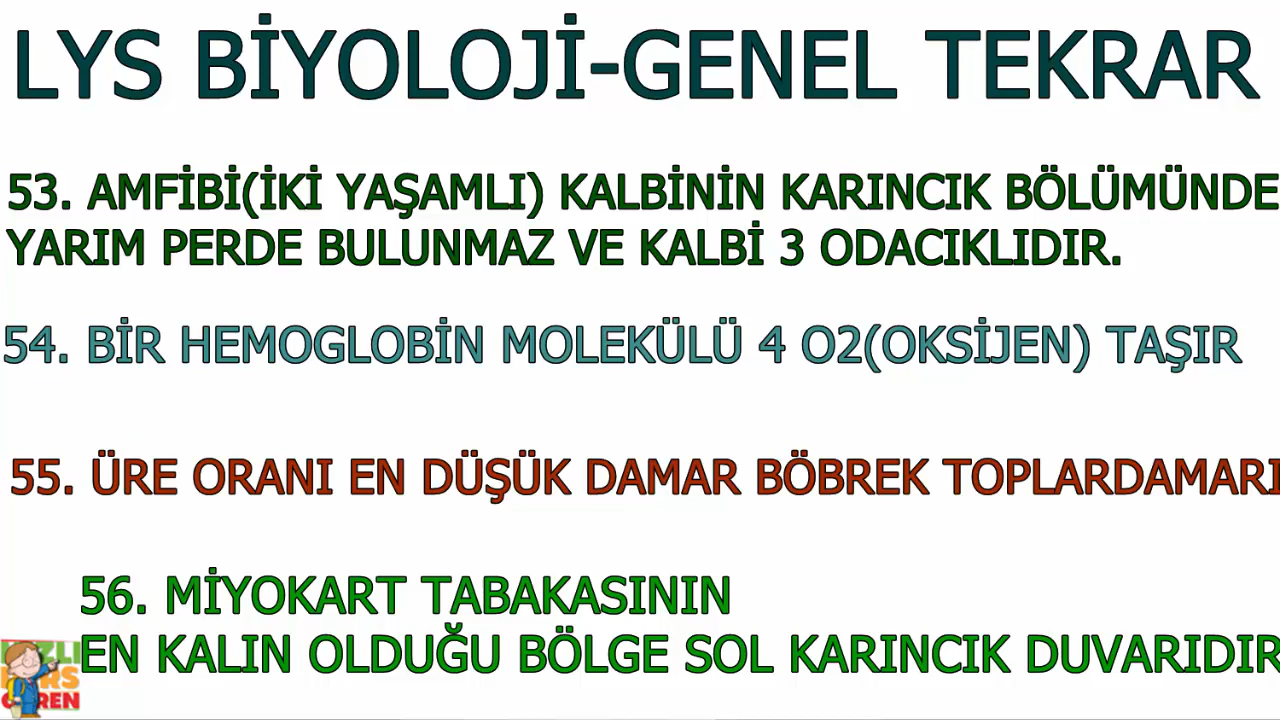 LYS BİYOLOJİ-GENEL TEKRAR
53. AMFİBİ(İKİ YAŞAMLI) KALBİNİN KARINCIK BÖLÜMÜNDE
YARIM PERDE BULUNMAZ VE KALBİ 3 ODACIKLIDIR.
54. BİR HEMOGLOBİN MOLEKÜLÜ 4 O2(OKSİJEN) TAŞIR
55. ÜRE ORANI EN DÜŞÜK DAMAR BÖBREK TOPLARDAMARI
56. MİYOKART TABAKASININ
EN KALIN OLDUĞU BÖLGE SOL KARINCIK DUVARIDIR